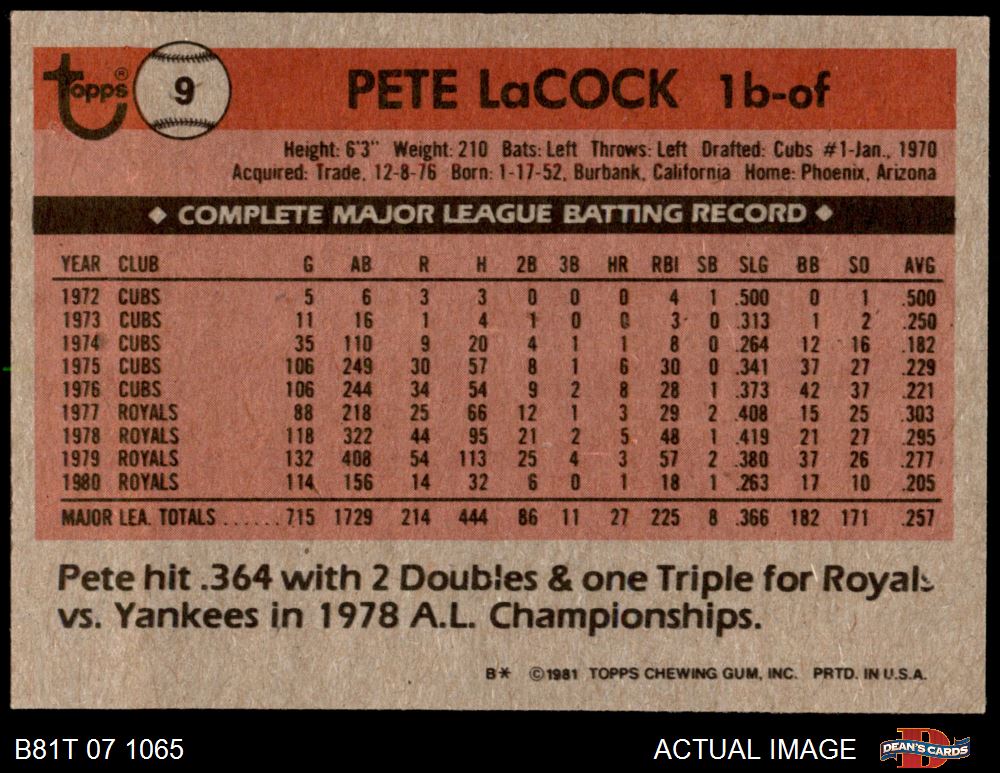 topps® 9 PETE LaCOCK 1b-of
Height: 6'3" Weight: 210 Bats: Left Throws: Left Drafted: Cubs #1-Jan., 1970
Acquired: Trade, 12-8-76 Born: 1-17-52, Burbank, California Home: Phoenix, Arizona
◆ COMPLETE MAJOR LEAGUE BATTING RECORD ◆
YEAR CLUB G AB R H 2B 3B HR RBI SB SLG BB SO AVG
1972 CUBS 5 6 3 3 0 0 0 4 1 .500 0 1 .500
1973 CUBS 11 16 1 4 1 0 0 3 0 .313 1 2 .250
1974 CUBS 35 110 9 20 4 1 1 8 0 .264 12 16 .182
1975 CUBS 106 249 30 57 8 1 6 30 0 .341 37 27 .229
1976 CUBS 106 244 34 54 9 2 8 28 1 .373 42 37 .221
1977 ROYALS 88 218 25 66 12 1 3 29 2 .408 15 25 .303
1978 ROYALS 118 322 44 95 21 2 5 48 1 .419 21 27 .295
1979 ROYALS 132 408 54 113 25 4 3 57 2 .380 37 26 .277
1980 ROYALS 114 156 14 32 6 0 1 18 1 .263 17 10 .205
MAJOR LEA. TOTALS ...... 715 1729 214 444 86 11 27 225 8 .366 182 171 .257
Pete hit .364 with 2 Doubles & one Triple for Royals
vs. Yankees in 1978 A.L. Championships.
B* ©1981 TOPPS CHEWING GUM, INC. PRTD. IN U.S.A.
B81T 07 1065 ACTUAL IMAGE DEAN'S CARDS